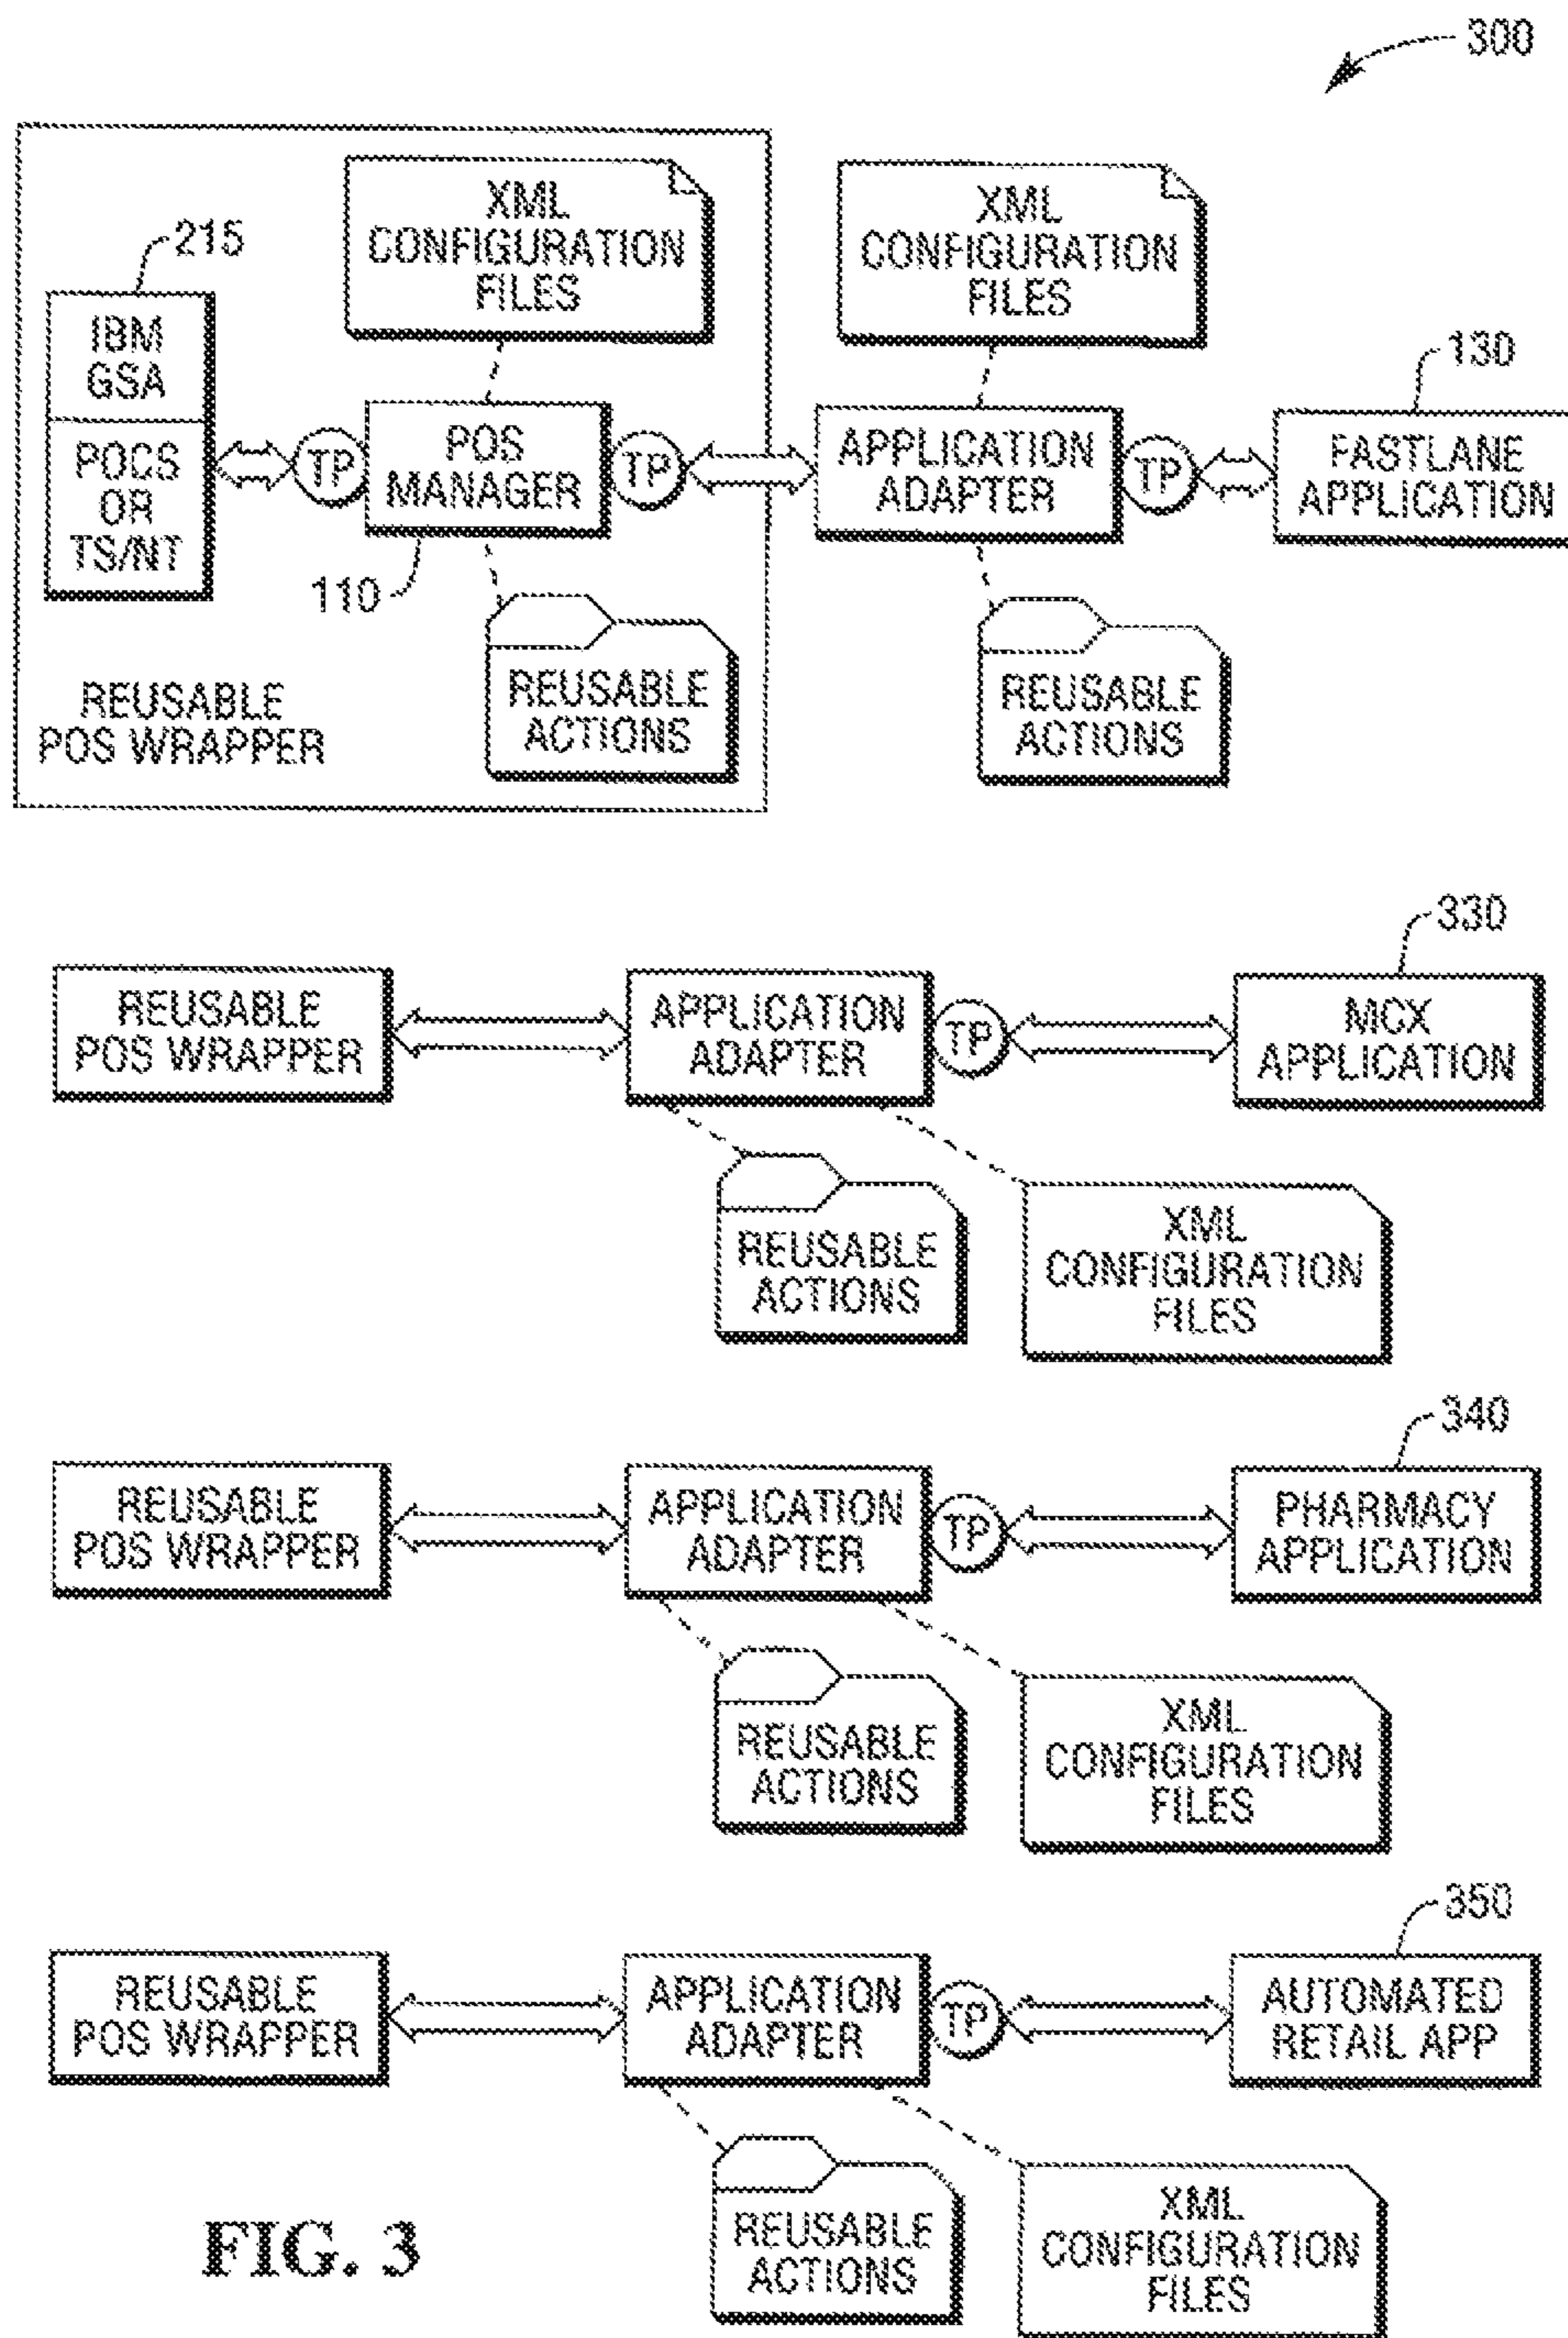 300
XML
CONFIGURATION
FILES
XML
CONFIGURATION
FILES
215
IBM
GSA
POCS
OR
TS/NT
TP
POS
MANAGER
TP
APPLICATION
ADAPTER
TP
130
FASTLANE
APPLICATION
110
REUSABLE
ACTIONS
REUSABLE
ACTIONS
REUSABLE
POS WRAPPER
330
REUSABLE
POS WRAPPER
APPLICATION
ADAPTER
TP
MCX
APPLICATION
REUSABLE
ACTIONS
XML
CONFIGURATION
FILES
340
REUSABLE
POS WRAPPER
APPLICATION
ADAPTER
TP
PHARMACY
APPLICATION
REUSABLE
ACTIONS
XML
CONFIGURATION
FILES
350
REUSABLE
POS WRAPPER
APPLICATION
ADAPTER
TP
AUTOMATED
RETAIL APP
REUSABLE
ACTIONS
XML
CONFIGURATION
FILES
FIG. 3